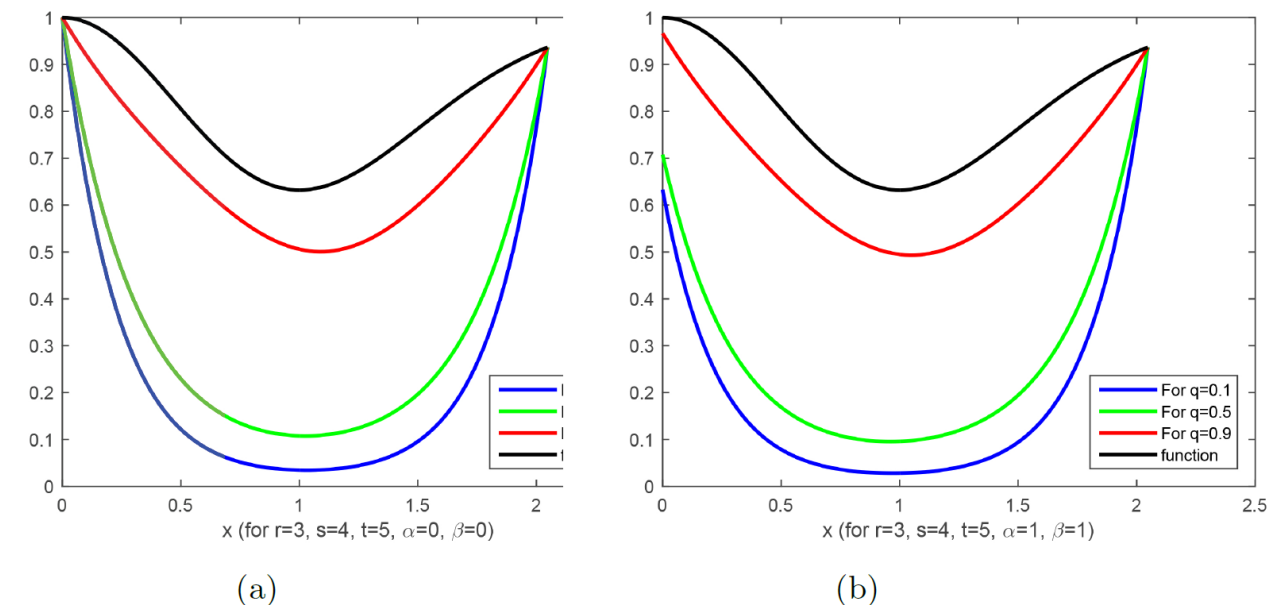 1
0.9
0.8
0.7
0.6
0.5
0.4
0.3
0.2
0.1
0
0 0.5 1 1.5 2
x (for r=3, s=4, t=5, α=0, β=0)
(a)
1
0.9
0.8
0.7
0.6
0.5
0.4
0.3
0.2
0.1
0
0 0.5 1 1.5 2 2.5
For q=0.1
For q=0.5
For q=0.9
function
x (for r=3, s=4, t=5, α=1, β=1)
(b)